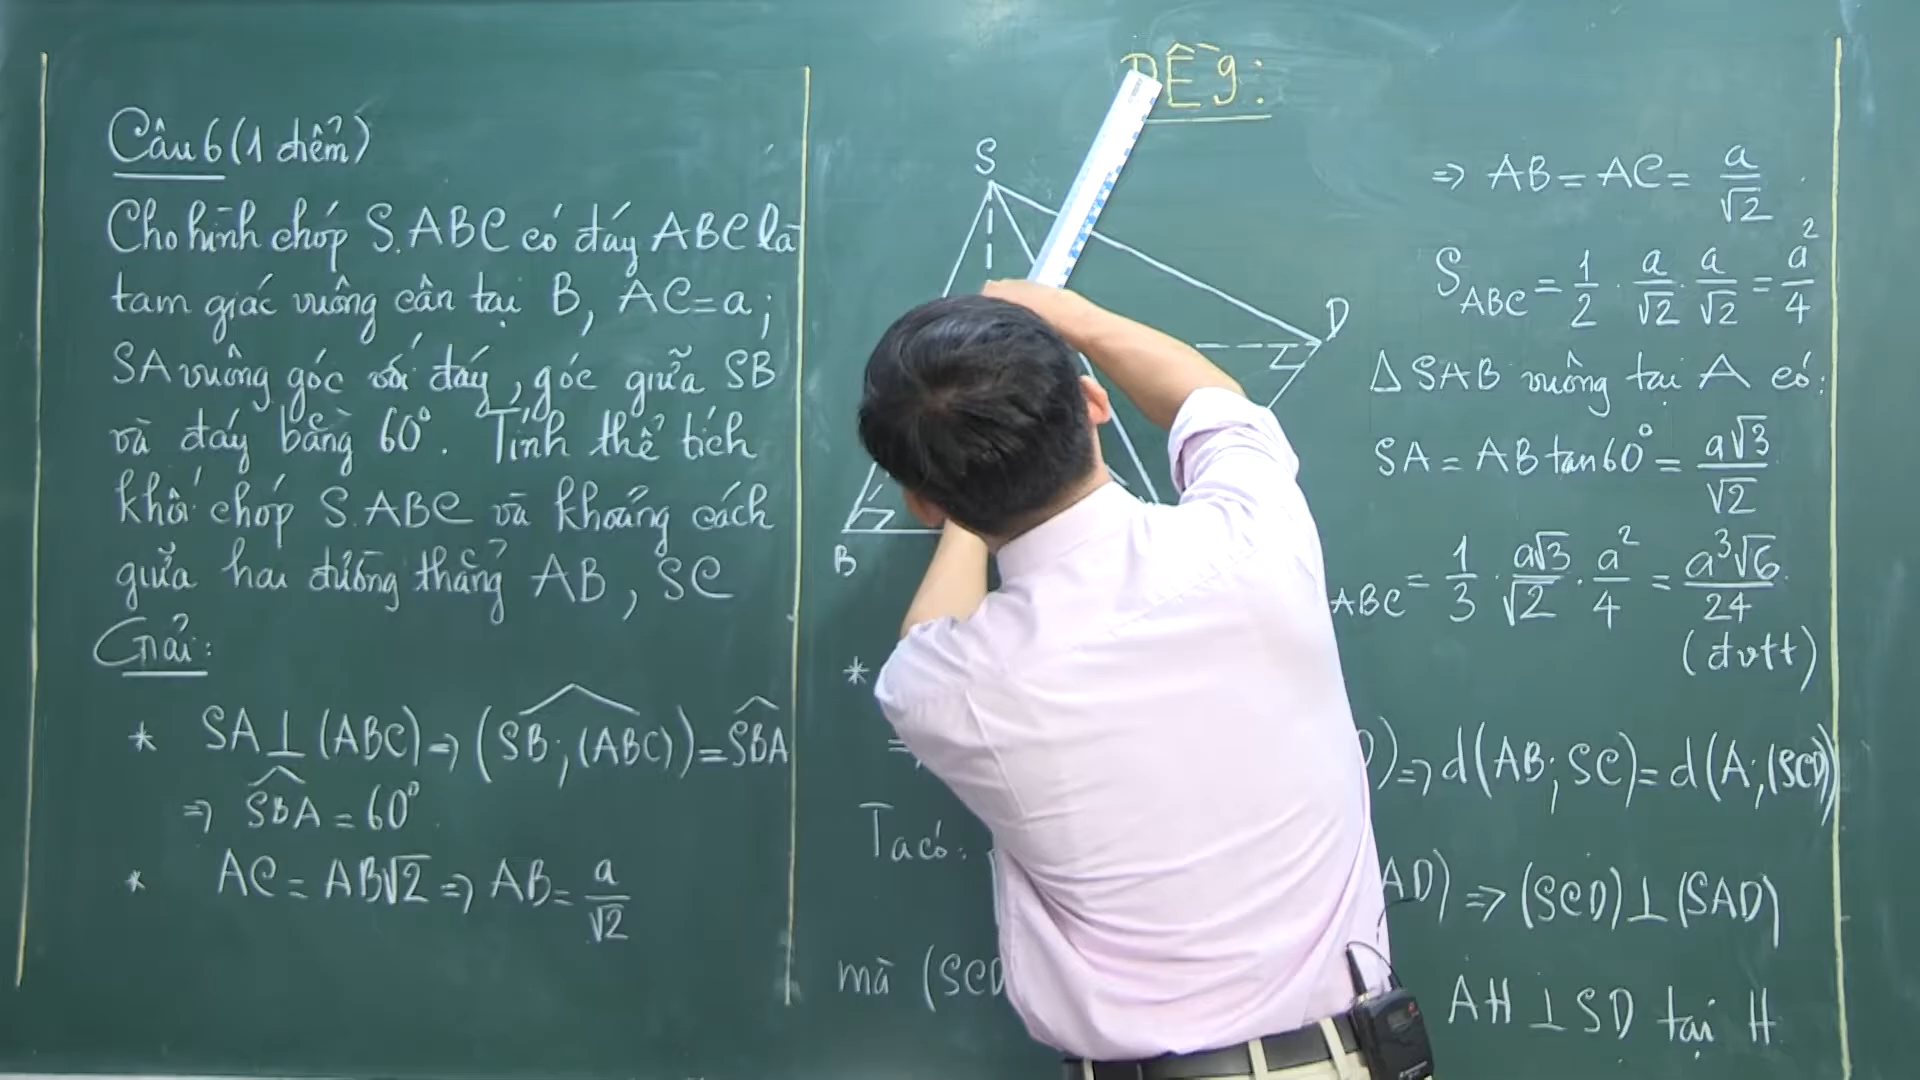 Câu 6 (1 điểm)
Cho hình chóp S.ABC có đáy ABC là
tam giác vuông cân tại B, AC=a;
SA vuông góc với đáy, góc giữa SB
và đáy bằng 60°. Tính thể tích
khối chóp S.ABC và khoảng cách
giữa hai đường thẳng AB, SC
Giải:
* SA⊥(ABC)⇒(SB;(ABC))=SBA
⇒ SBA = 60°.
* AC = AB√2 ⇒ AB = a/√2
ĐỀ 9:
S
D
B
*
Ta có:
mà (SCD
⇒ AB = AC = a/√2.
S_ABC = 1/2 . a/√2 . a/√2 = a²/4
Δ SAB vuông tại A có:
SA = AB tan60° = a√3/√2.
ABC = 1/3 . a√3/√2 . a²/4 = a³√6/24.
(đvtt)
)⇒ d(AB;SC)= d(A;(SCD)
AD) ⇒ (SCD)⊥(SAD)
AH ⊥ SD tại H